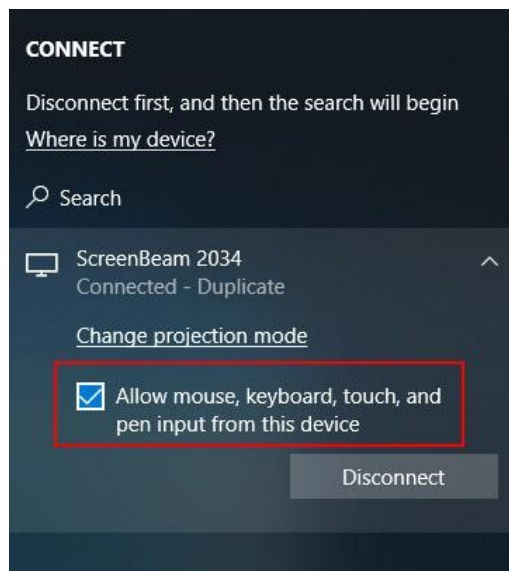 CONNECT
Disconnect first, and then the search will begin
Where is my device?
Search
ScreenBeam 2034
Connected - Duplicate
Change projection mode
Allow mouse, keyboard, touch, and
pen input from this device
Disconnect